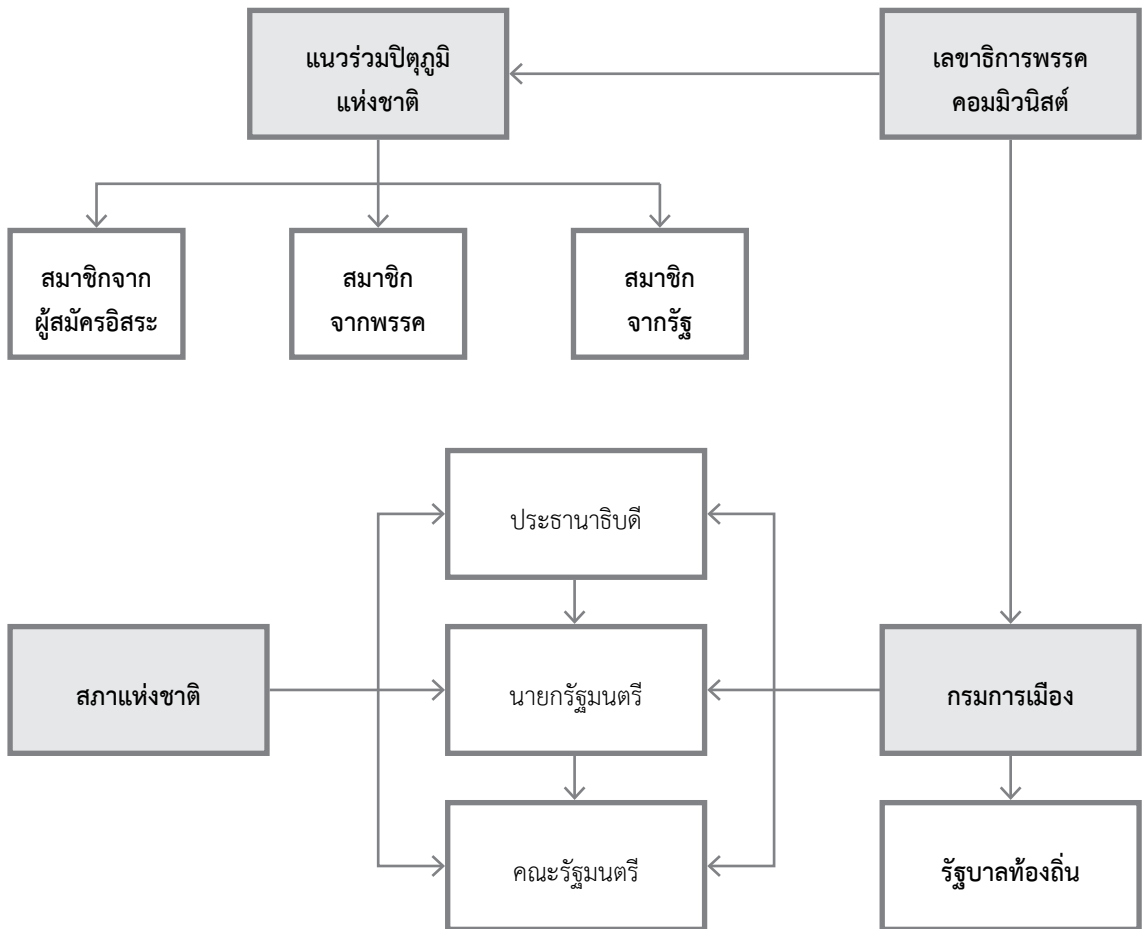 แนวร่วมปิตุภูมิ
แห่งชาติ
เลขาธิการพรรค
คอมมิวนิสต์
สมาชิกจาก
ผู้สมัครอิสระ
สมาชิก
จากพรรค
สมาชิก
จากรัฐ
ประธานาธิบดี
สภาแห่งชาติ
นายกรัฐมนตรี
กรมการเมือง
คณะรัฐมนตรี
รัฐบาลท้องถิ่น